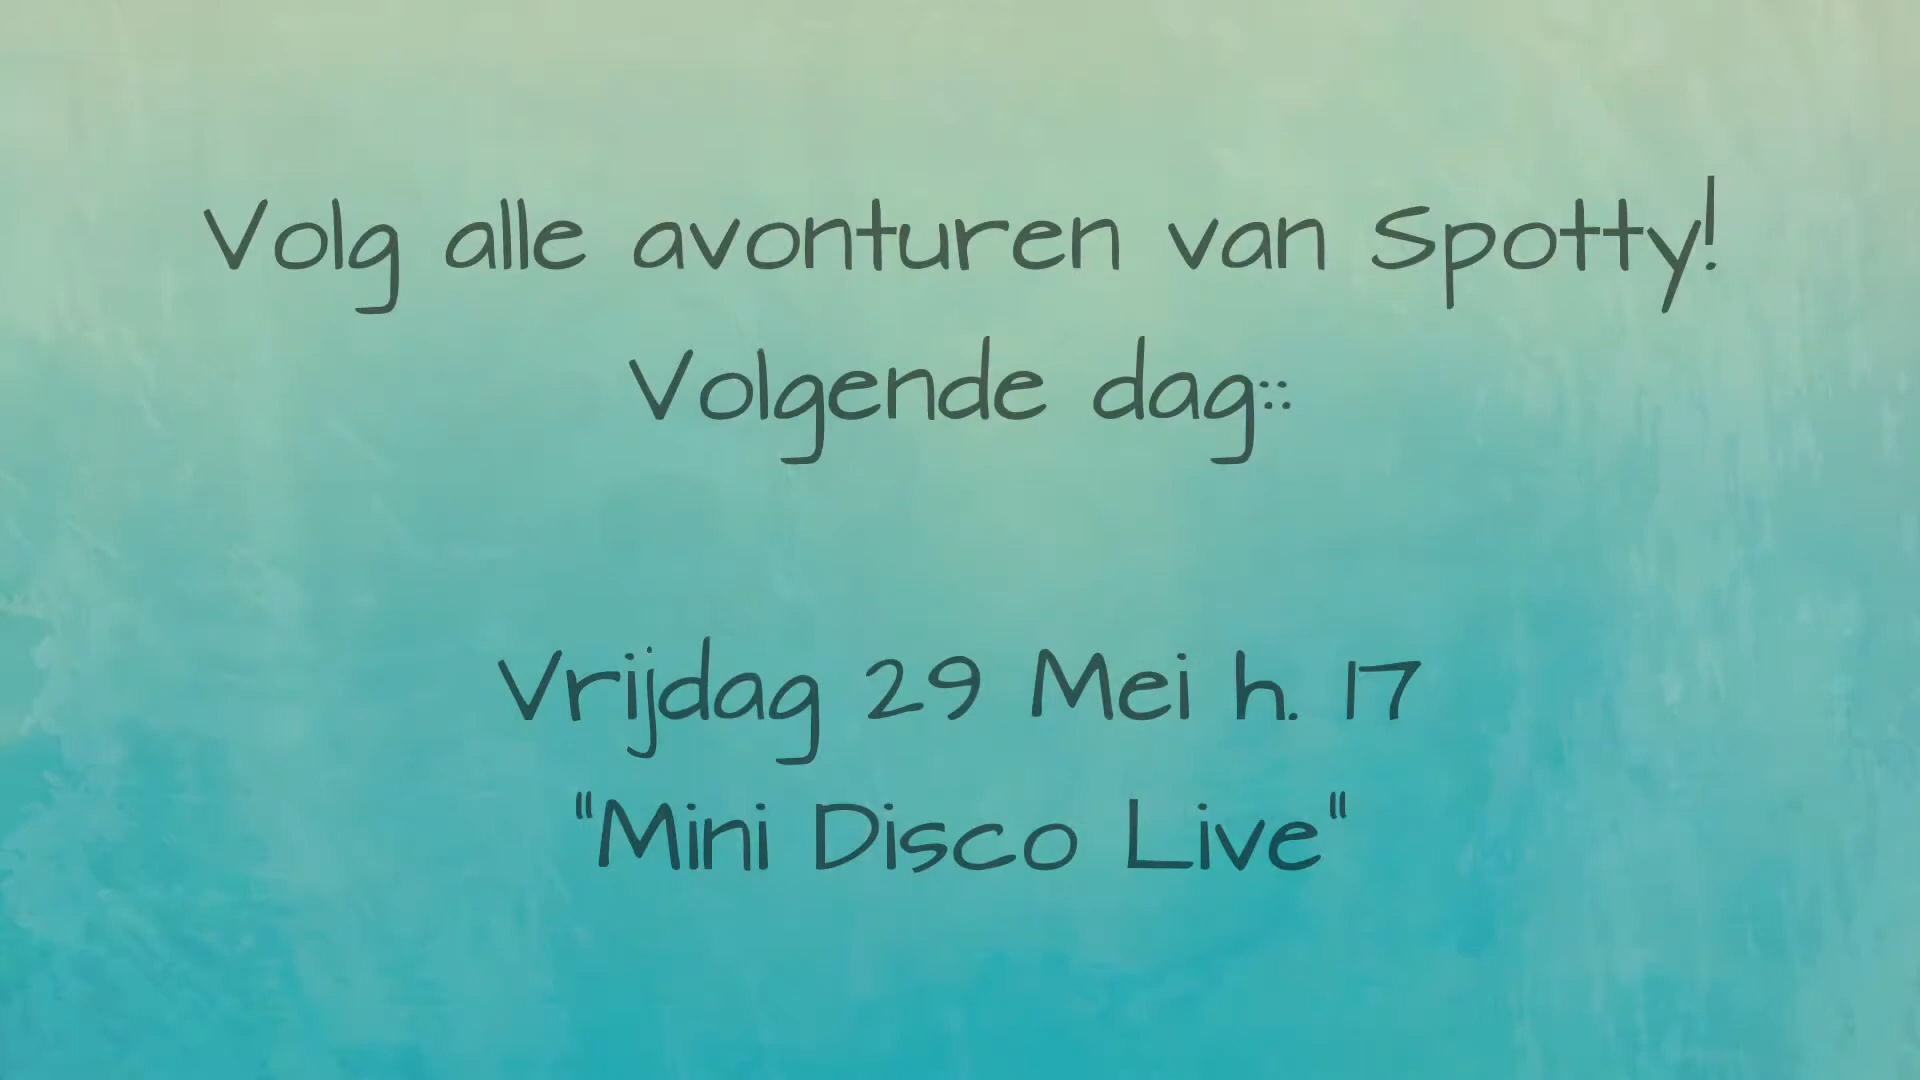 Volg alle avonturen van Spotty!
Volgende dag::
Vrijdag 29 Mei h. 17
"Mini Disco Live"